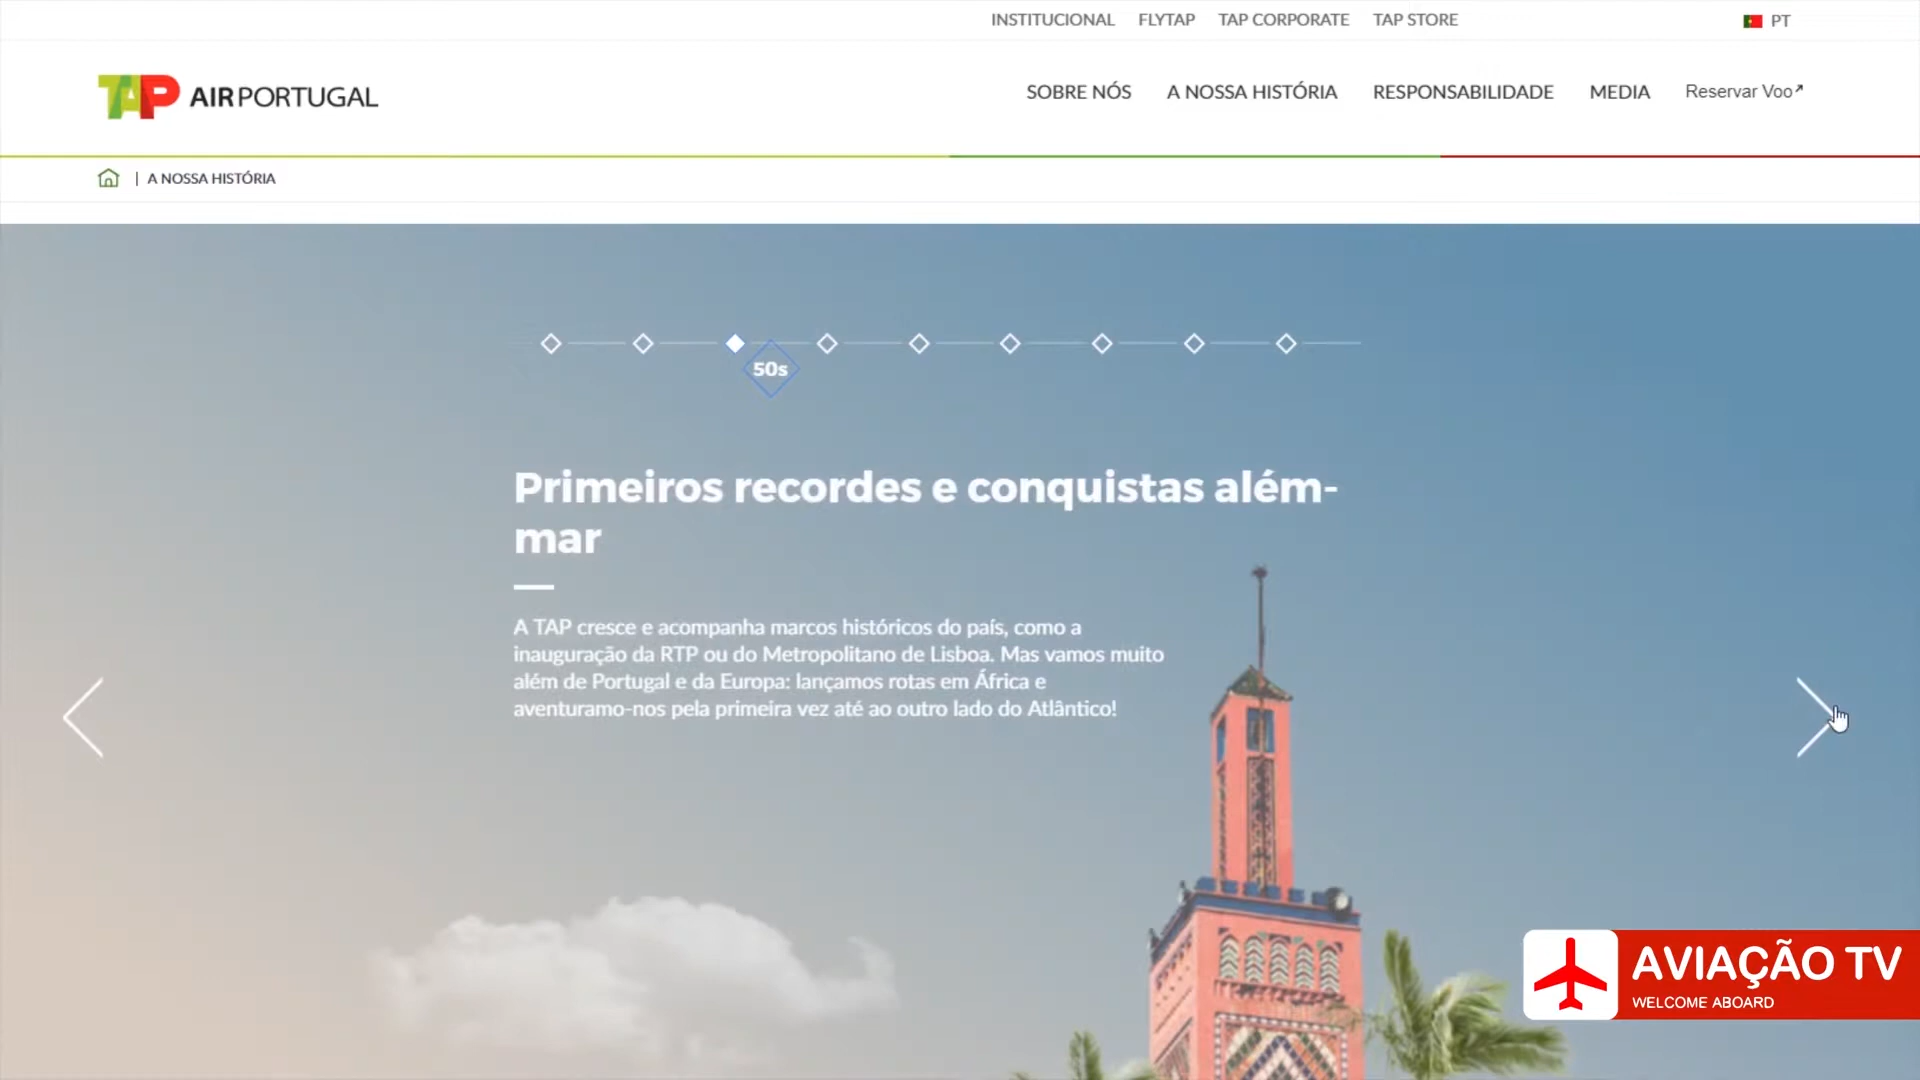 INSTITUCIONAL FLYTAP TAP CORPORATE TAP STORE PT
TAP AIRPORTUGAL
SOBRE NÓS A NOSSA HISTÓRIA RESPONSABILIDADE MEDIA Reservar Voo
| A NOSSA HISTÓRIA
50s
Primeiros recordes e conquistas além-
mar
A TAP cresce e acompanha marcos históricos do país, como a
inauguração da RTP ou do Metropolitano de Lisboa. Mas vamos muito
além de Portugal e da Europa: lançamos rotas em África e
aventuramo-nos pela primeira vez até ao outro lado do Atlântico!
AVIAÇÃO TV
WELCOME ABOARD